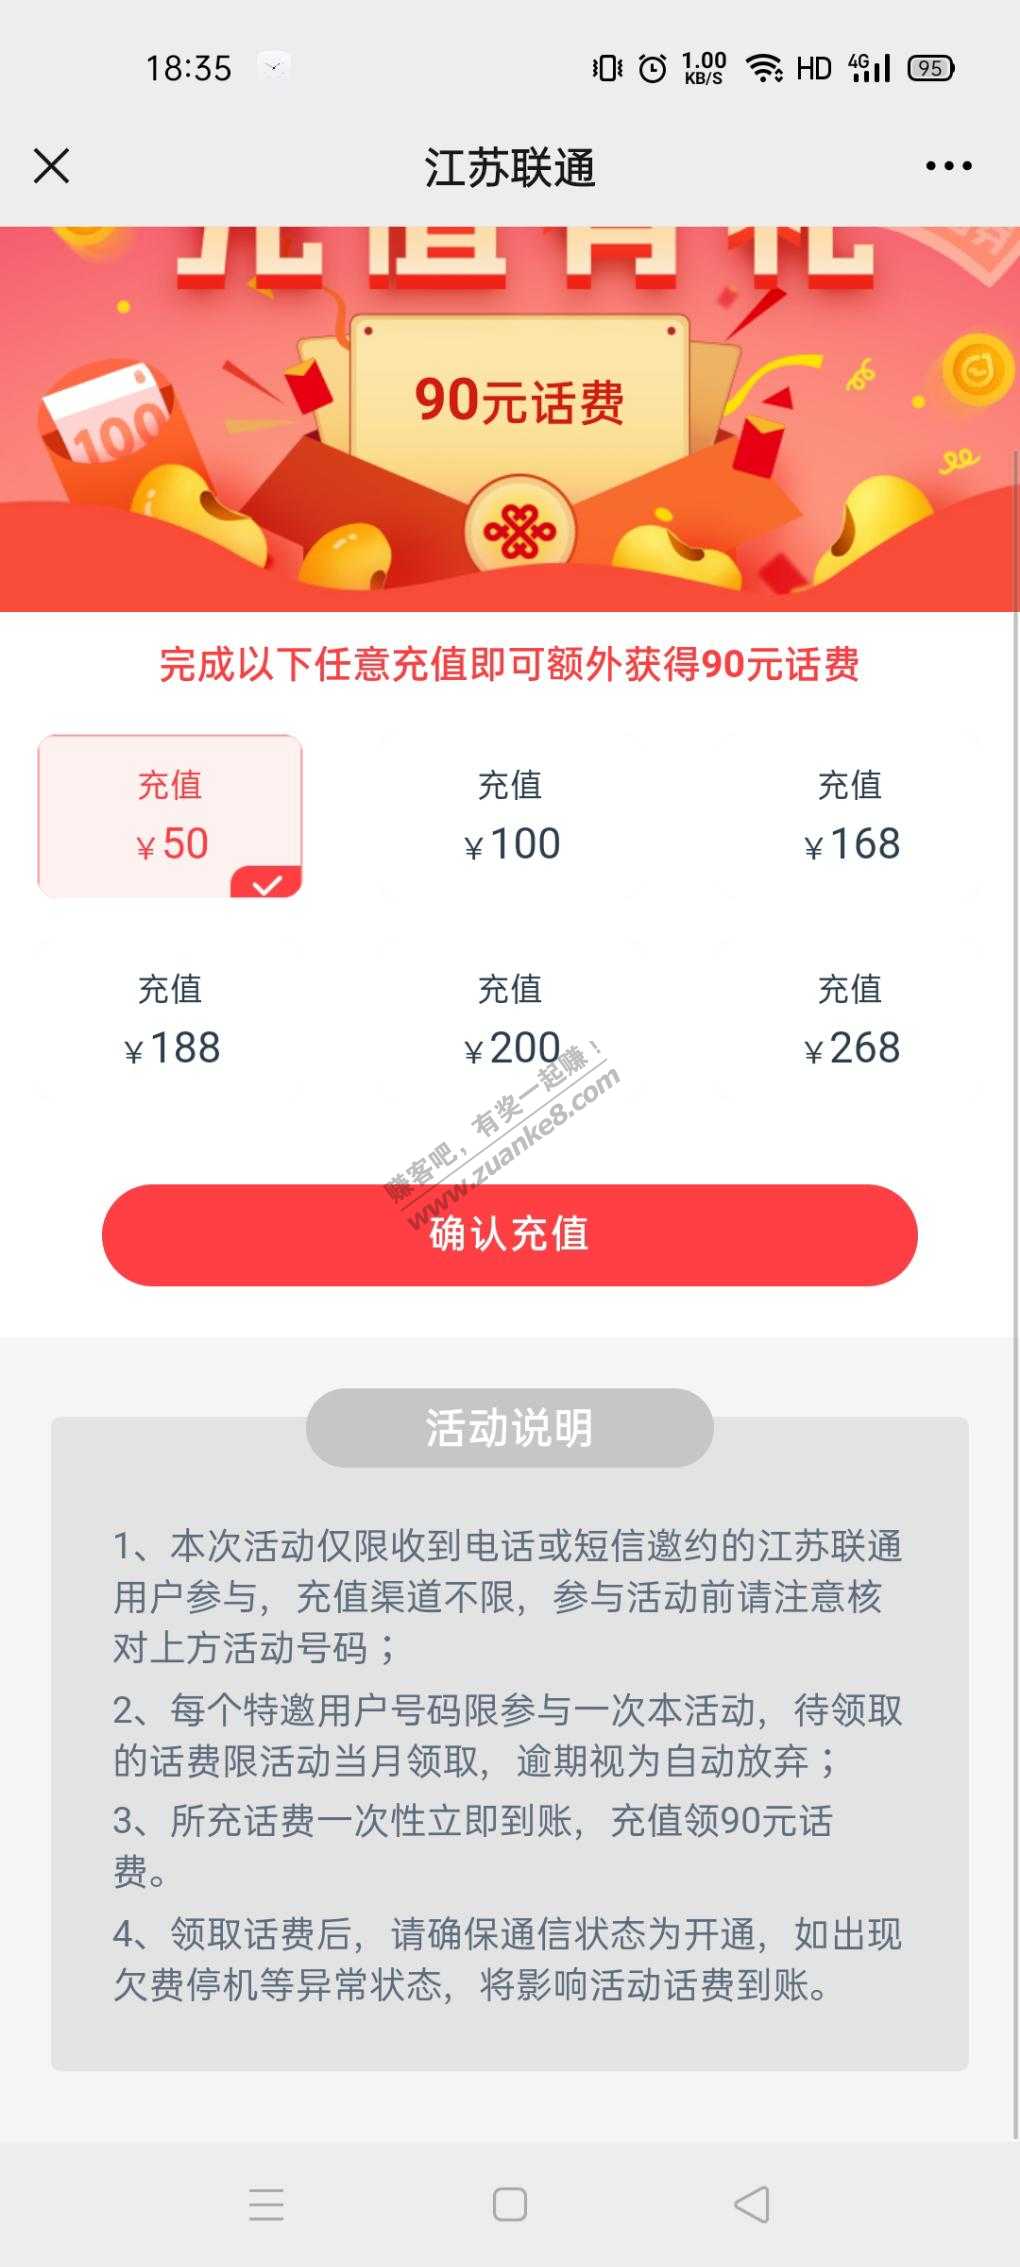 18:35
1.00
KB/S
HD
4G
95
江苏联通
充值有礼
100
90元话费
完成以下任意充值即可额外获得90元话费
充值
充值
充值
¥50
¥100
¥168
充值
充值
充值
¥188
¥200
¥268
赚客吧，有奖一起赚！
www.zuanke8.com
确认充值
活动说明
1、本次活动仅限收到电话或短信邀约的江苏联通
用户参与，充值渠道不限，参与活动前请注意核
对上方活动号码；
2、每个特邀用户号码限参与一次本活动，待领取
的话费限活动当月领取，逾期视为自动放弃；
3、所充话费一次性立即到账，充值领90元话
费。
4、领取话费后，请确保通信状态为开通，如出现
欠费停机等异常状态，将影响活动话费到账。